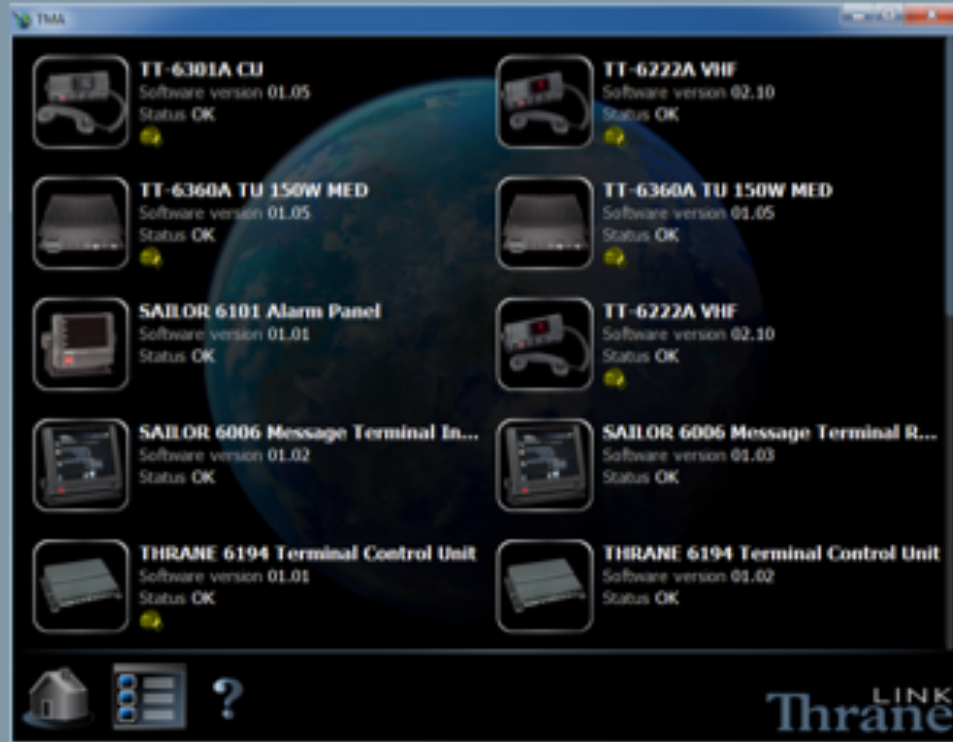 TMA
TT-6301A CU
Software version 01.05
Status OK
TT-6222A VHF
Software version 02.10
Status OK
TT-6360A TU 150W MED
Software version 01.05
Status OK
TT-6360A TU 150W MED
Software version 01.05
Status OK
SAILOR 6101 Alarm Panel
Software version 01.01
Status OK
TT-6222A VHF
Software version 02.10
Status OK
SAILOR 6006 Message Terminal In...
Software version 01.02
Status OK
SAILOR 6006 Message Terminal R...
Software version 01.03
Status OK
THRANE 6194 Terminal Control Unit
Software version 01.01
Status OK
THRANE 6194 Terminal Control Unit
Software version 01.02
Status OK
?
LINK
Thrane